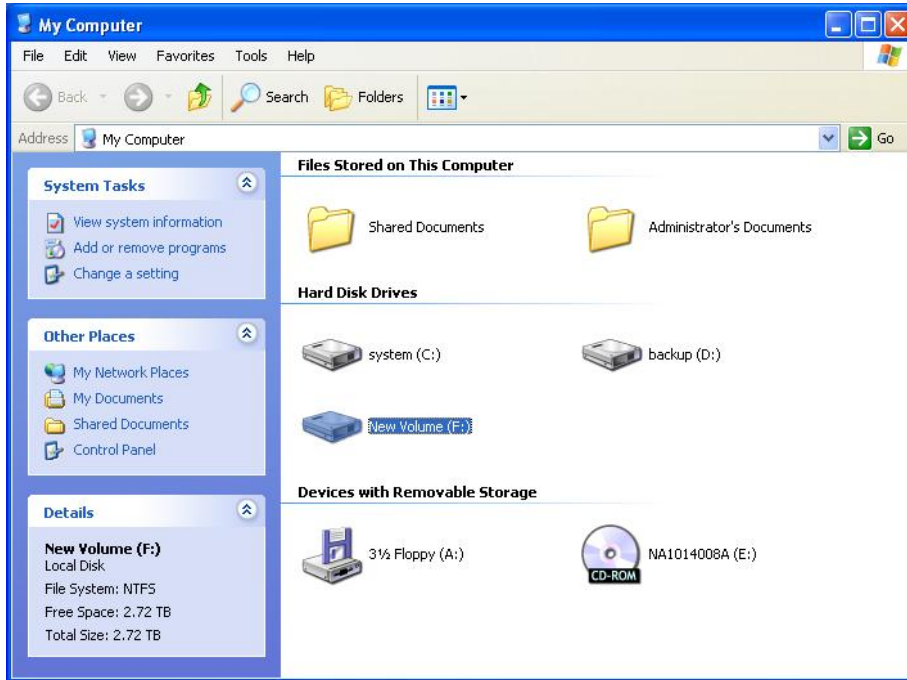 My Computer
File Edit View Favorites Tools Help
Back Search Folders
Address My Computer Go
System Tasks
View system information
Add or remove programs
Change a setting
Other Places
My Network Places
My Documents
Shared Documents
Control Panel
Details
New Volume (F:)
Local Disk
File System: NTFS
Free Space: 2.72 TB
Total Size: 2.72 TB
Files Stored on This Computer
Shared Documents Administrator's Documents
Hard Disk Drives
system (C:) backup (D:)
New Volume (F:)
Devices with Removable Storage
3½ Floppy (A:) CD-ROM NA1014008A (E:)